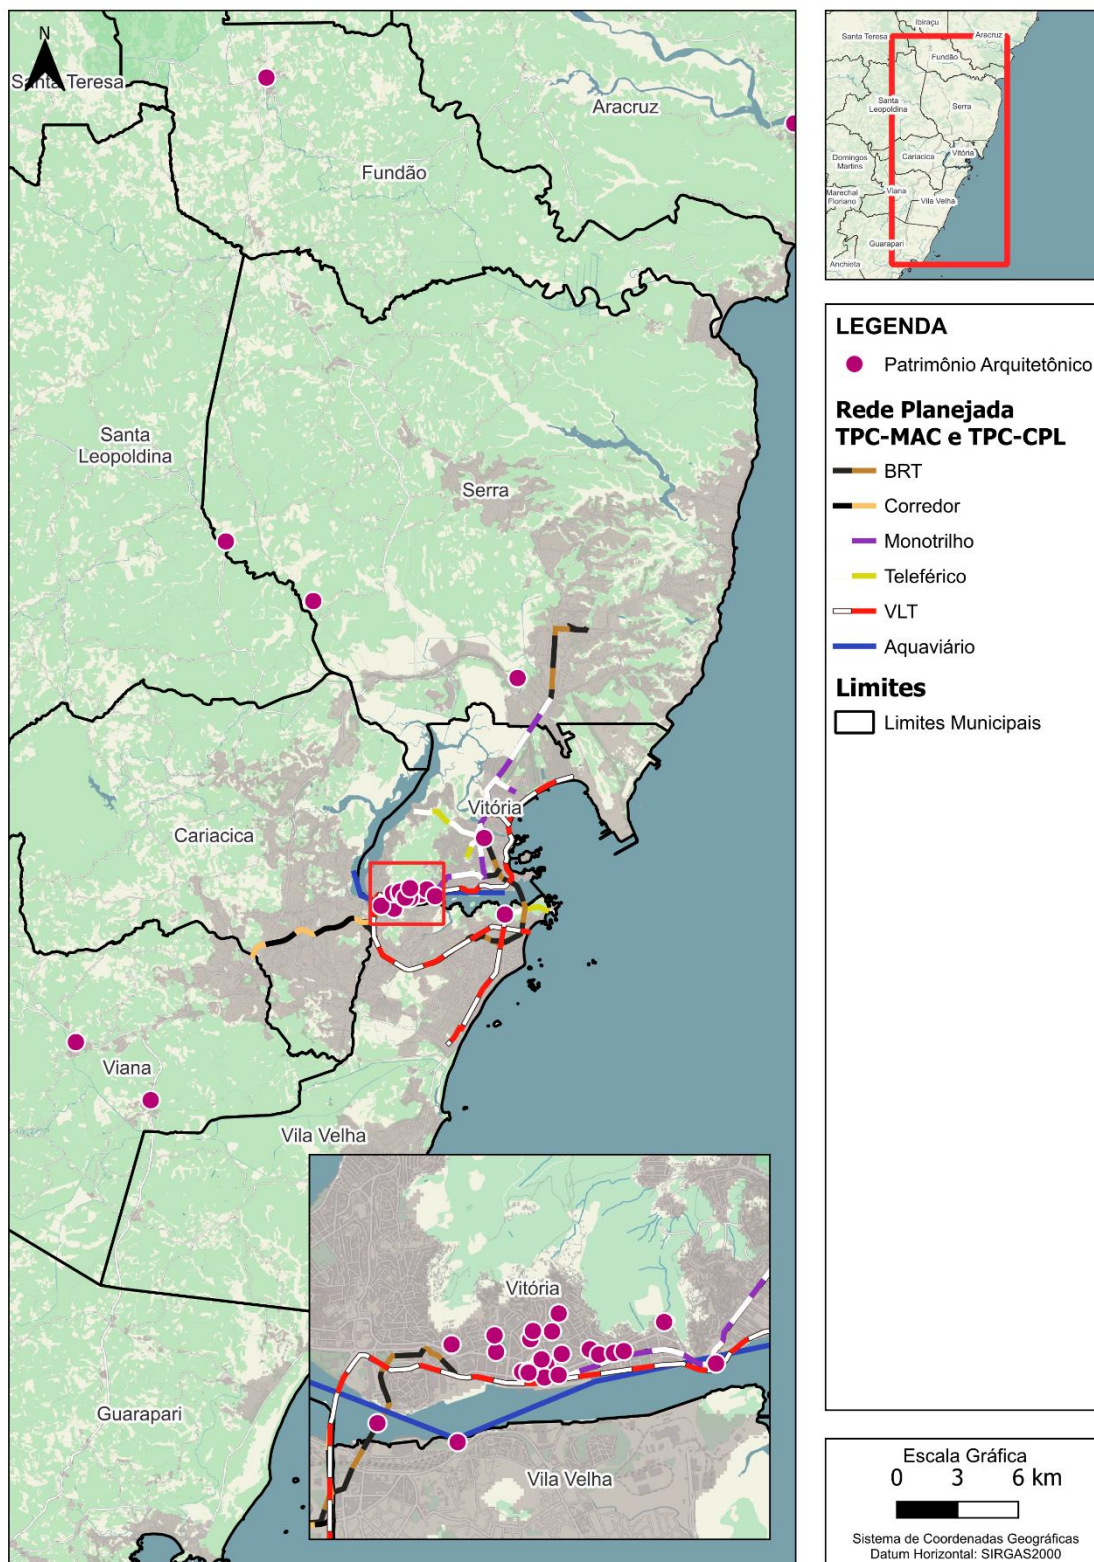 N
Santa Teresa
Aracruz
Fundão
Santa
Leopoldina
Serra
Vitória
Cariacica
Viana
Vila Velha
Guarapari
Vitória
Vila Velha
Ibiraçu
Santa Teresa
Aracruz
Fundão
Santa
Leopoldina
Serra
Domingos
Martins
Cariacica
Vitória
Marechal
Floriano
Viana
Vila Velha
Guarapari
Anchieta
LEGENDA
Patrimônio Arquitetônico
Rede Planejada
TPC-MAC e TPC-CPL
BRT
Corredor
Monotrilho
Teleférico
VLT
Aquaviário
Limites
Limites Municipais
Escala Gráfica
0 3 6 km
Sistema de Coordenadas Geográficas
Datum Horizontal: SIRGAS2000